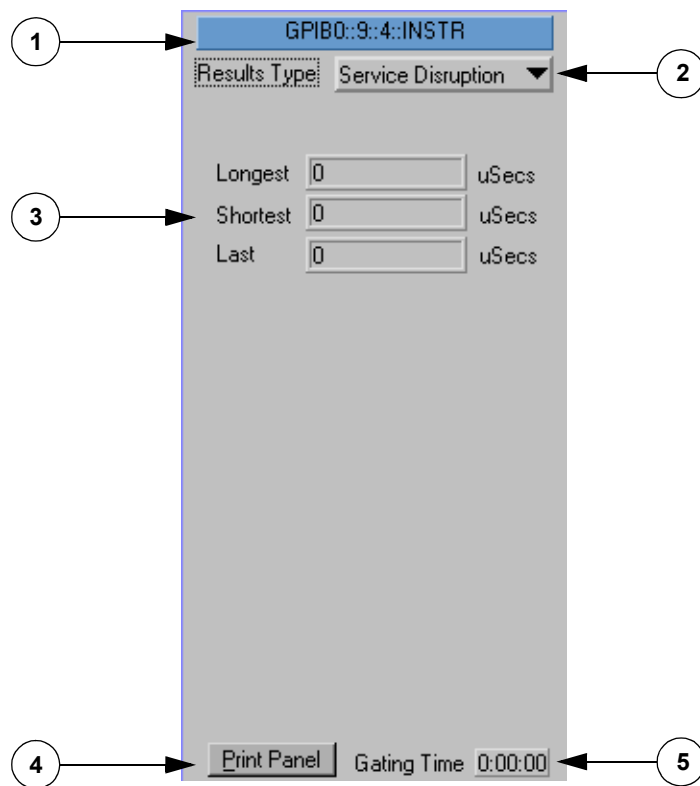 1
GPIB0::9::4::INSTR
Results Type Service Disruption
2
Longest 0 uSecs
3
Shortest 0 uSecs
Last 0 uSecs
4
Print Panel Gating Time 0:00:00
5